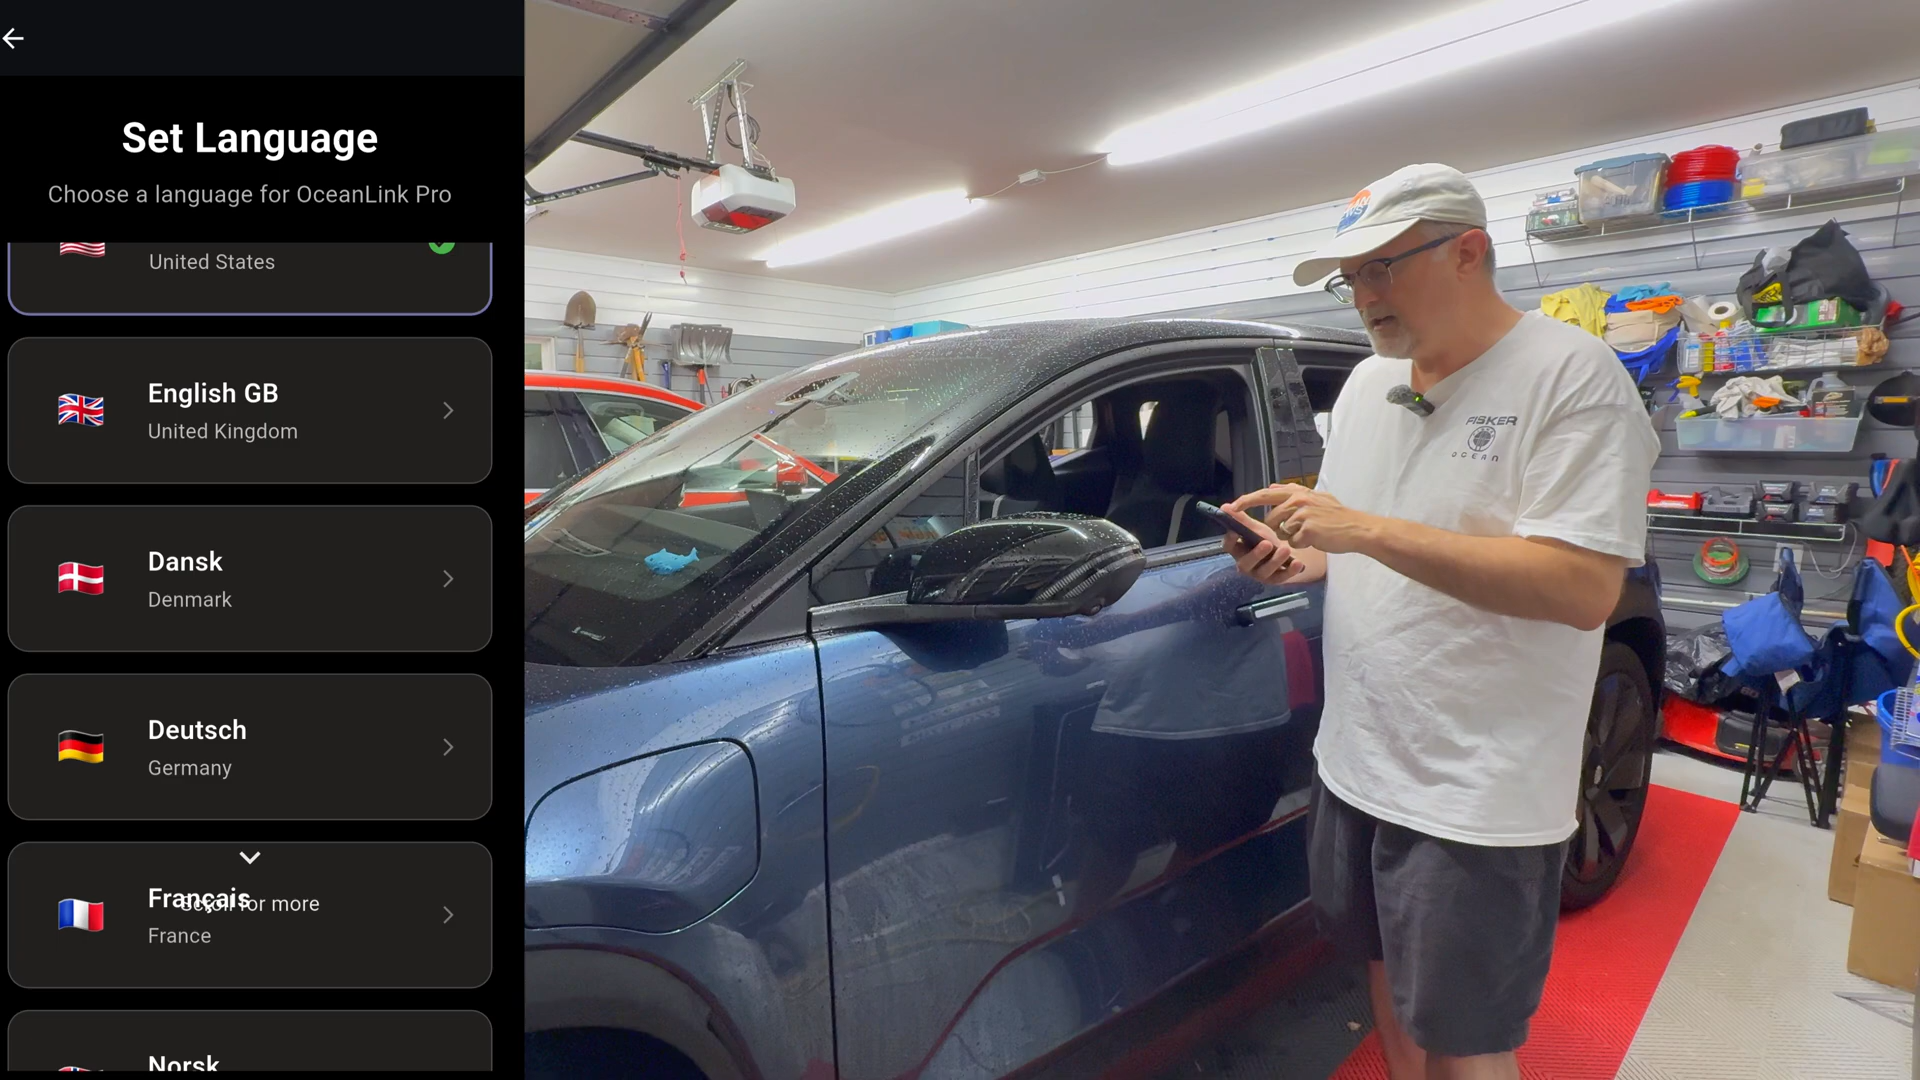 Set Language
Choose a language for OceanLink Pro
United States
English GB
United Kingdom
Dansk
Denmark
Deutsch
Germany
Français
Scroll for more
France
Norsk
FISKER
OCEAN